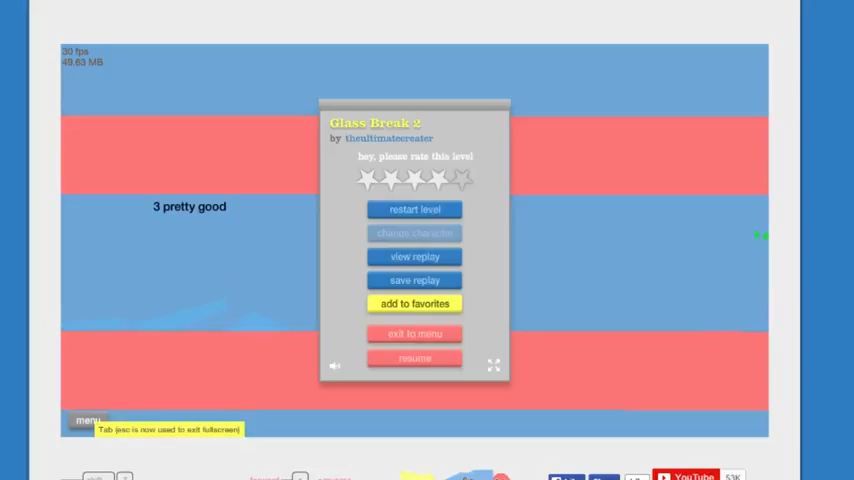 30 fps
49.63 MB
Glass Break 2
by theultimatecreater
hey, please rate this level
3 pretty good
restart level
change character
view replay
save replay
add to favorites
exit to menu
resume
menu
Tab (esc is now used to exit fullscreen)
YouTube 53K